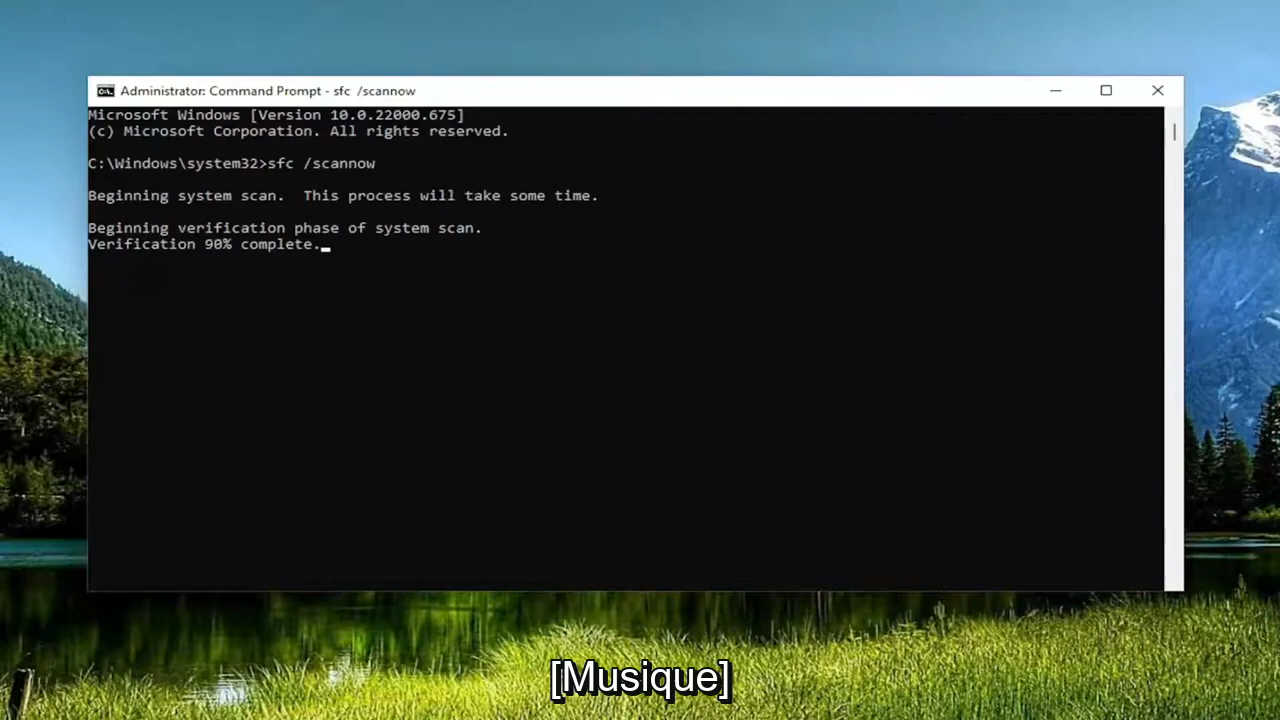 Administrator: Command Prompt - sfc  /scannow
Microsoft Windows [Version 10.0.22000.675]
(c) Microsoft Corporation. All rights reserved.
C:\Windows\system32>sfc /scannow
Beginning system scan.  This process will take some time.
Beginning verification phase of system scan.
Verification 90% complete.
[Musique]